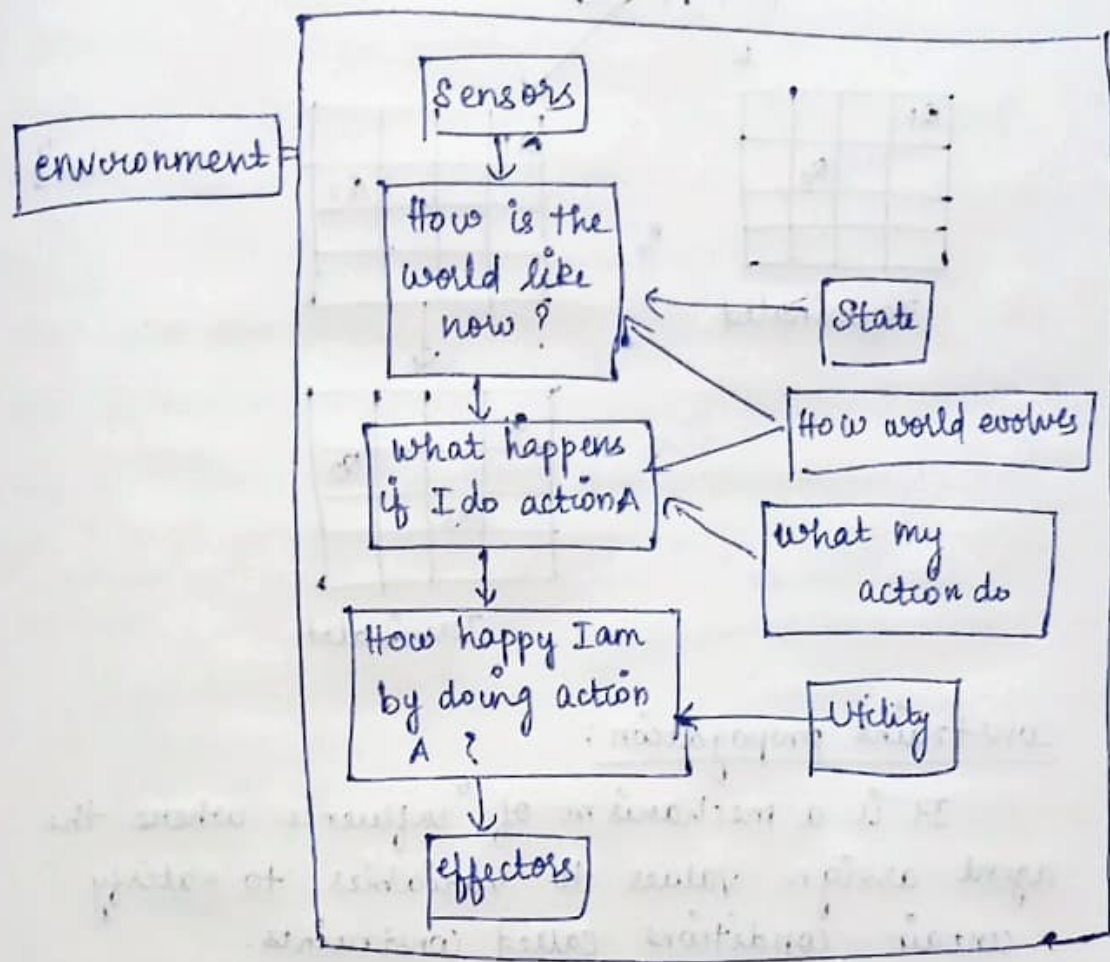 Sensors
environment
How is the
world like
now ?
State
How world evolves
what happens
if I do action A
what my
action do
How happy I am
by doing action
A ?
Utility
effectors